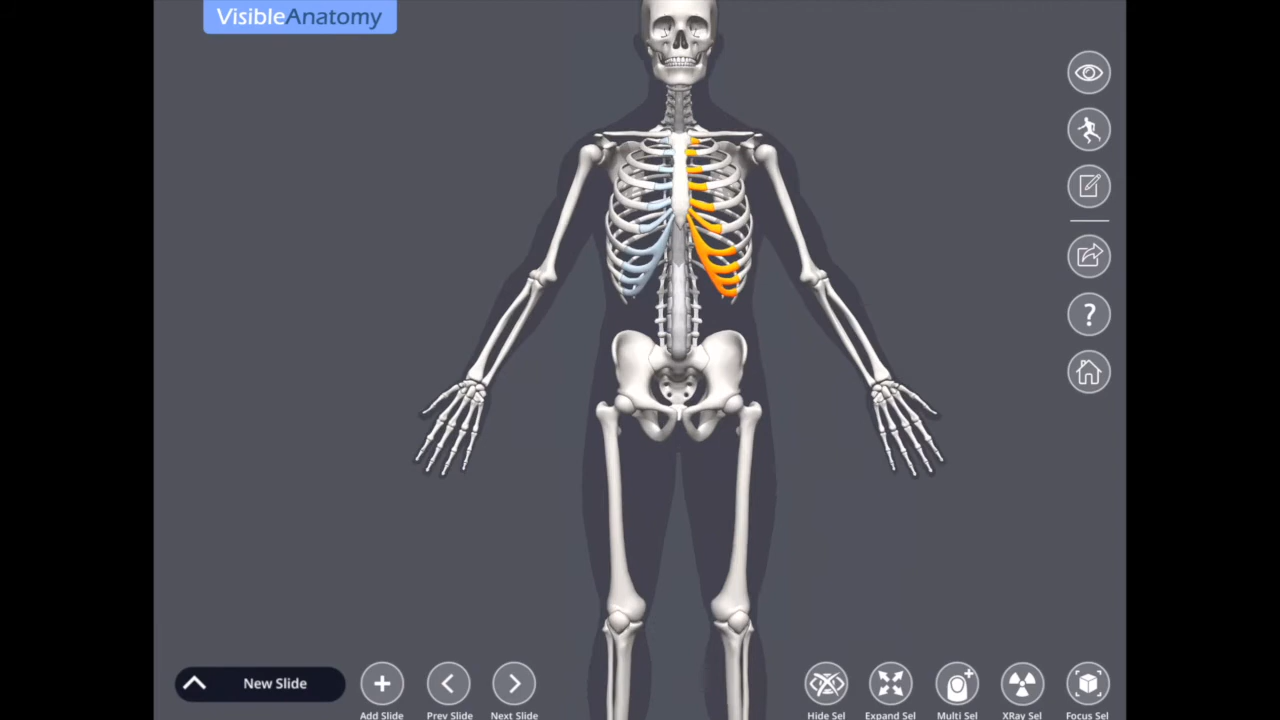 VisibleAnatomy
?
New Slide
Add Slide
Prev Slide
Next Slide
Hide Sel
Expand Sel
Multi Sel
XRay Sel
Focus Sel